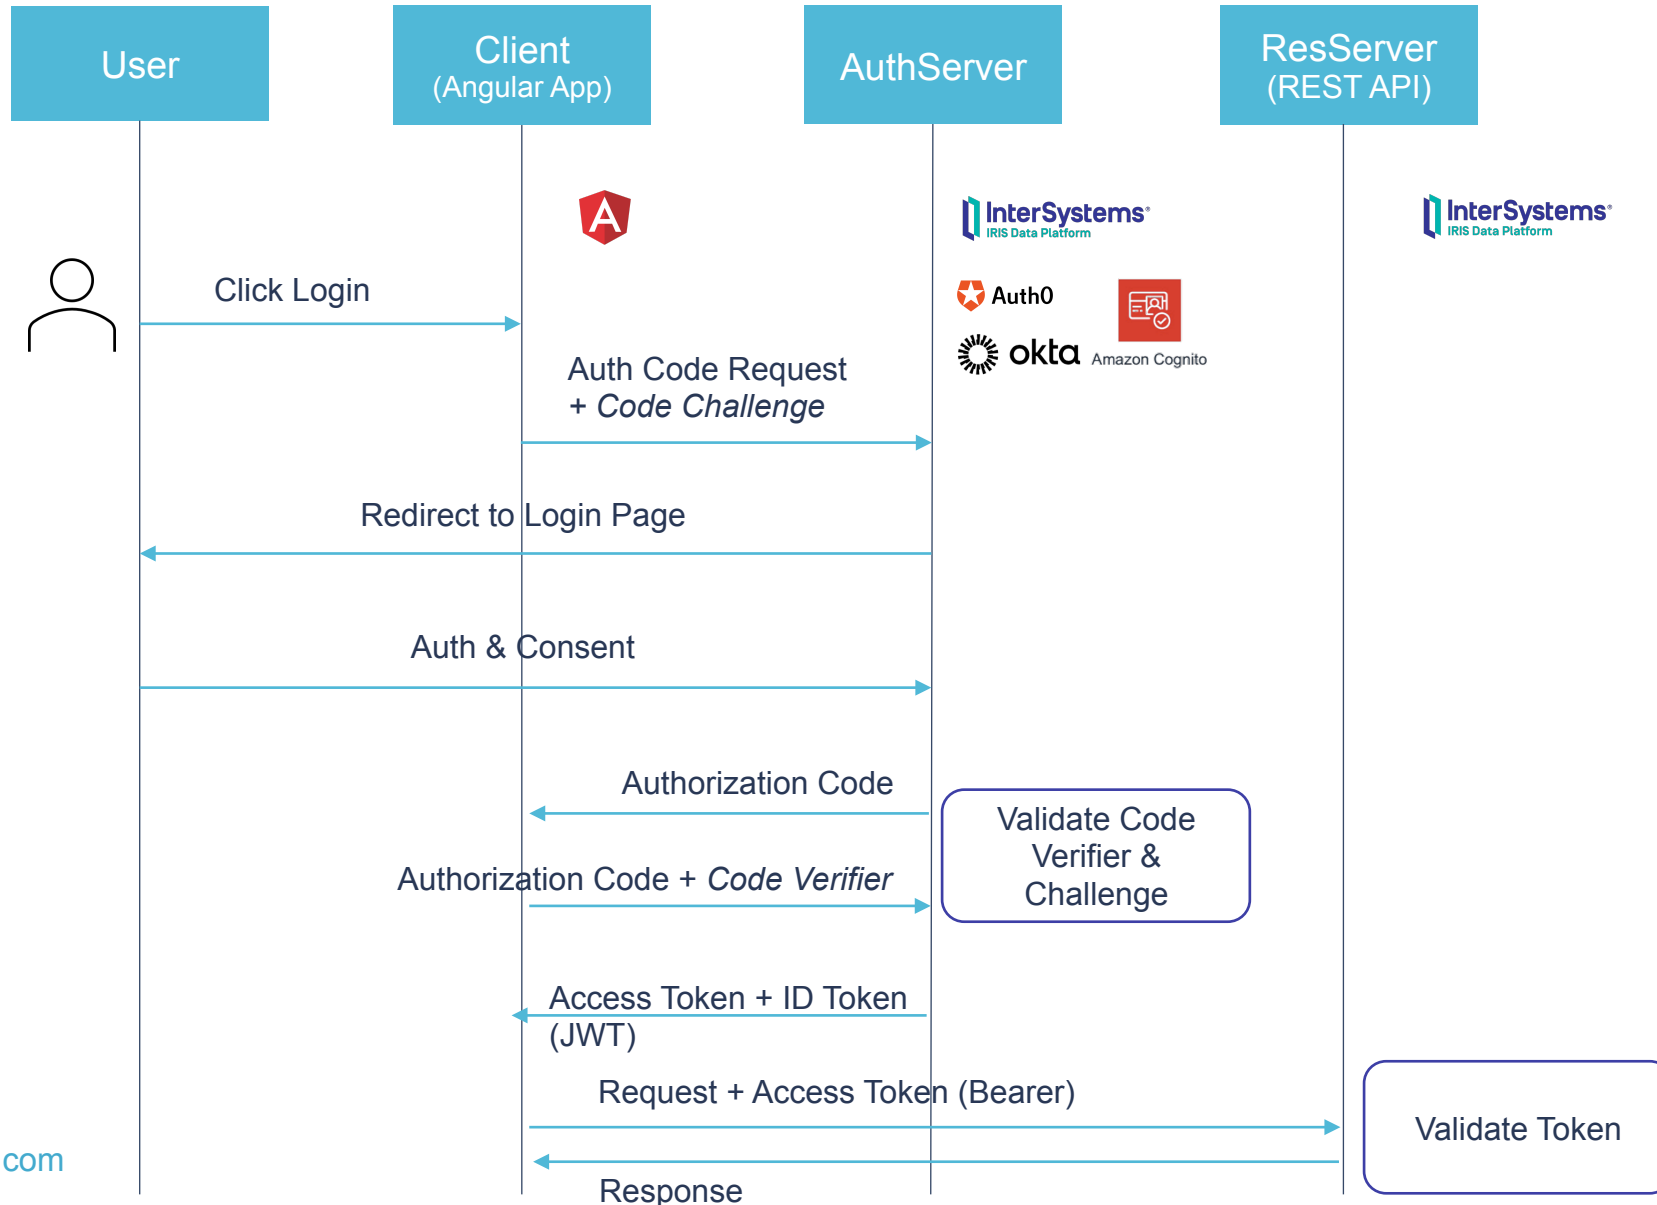 User
Client
(Angular App)
AuthServer
ResServer
(REST API)
InterSystems®
IRIS Data Platform
InterSystems®
IRIS Data Platform
Click Login
Auth0
okta
Amazon Cognito
Auth Code Request
+ Code Challenge
Redirect to Login Page
Auth & Consent
Authorization Code
Validate Code
Verifier &
Challenge
Authorization Code + Code Verifier
Access Token + ID Token
(JWT)
Request + Access Token (Bearer)
Validate Token
com
Response